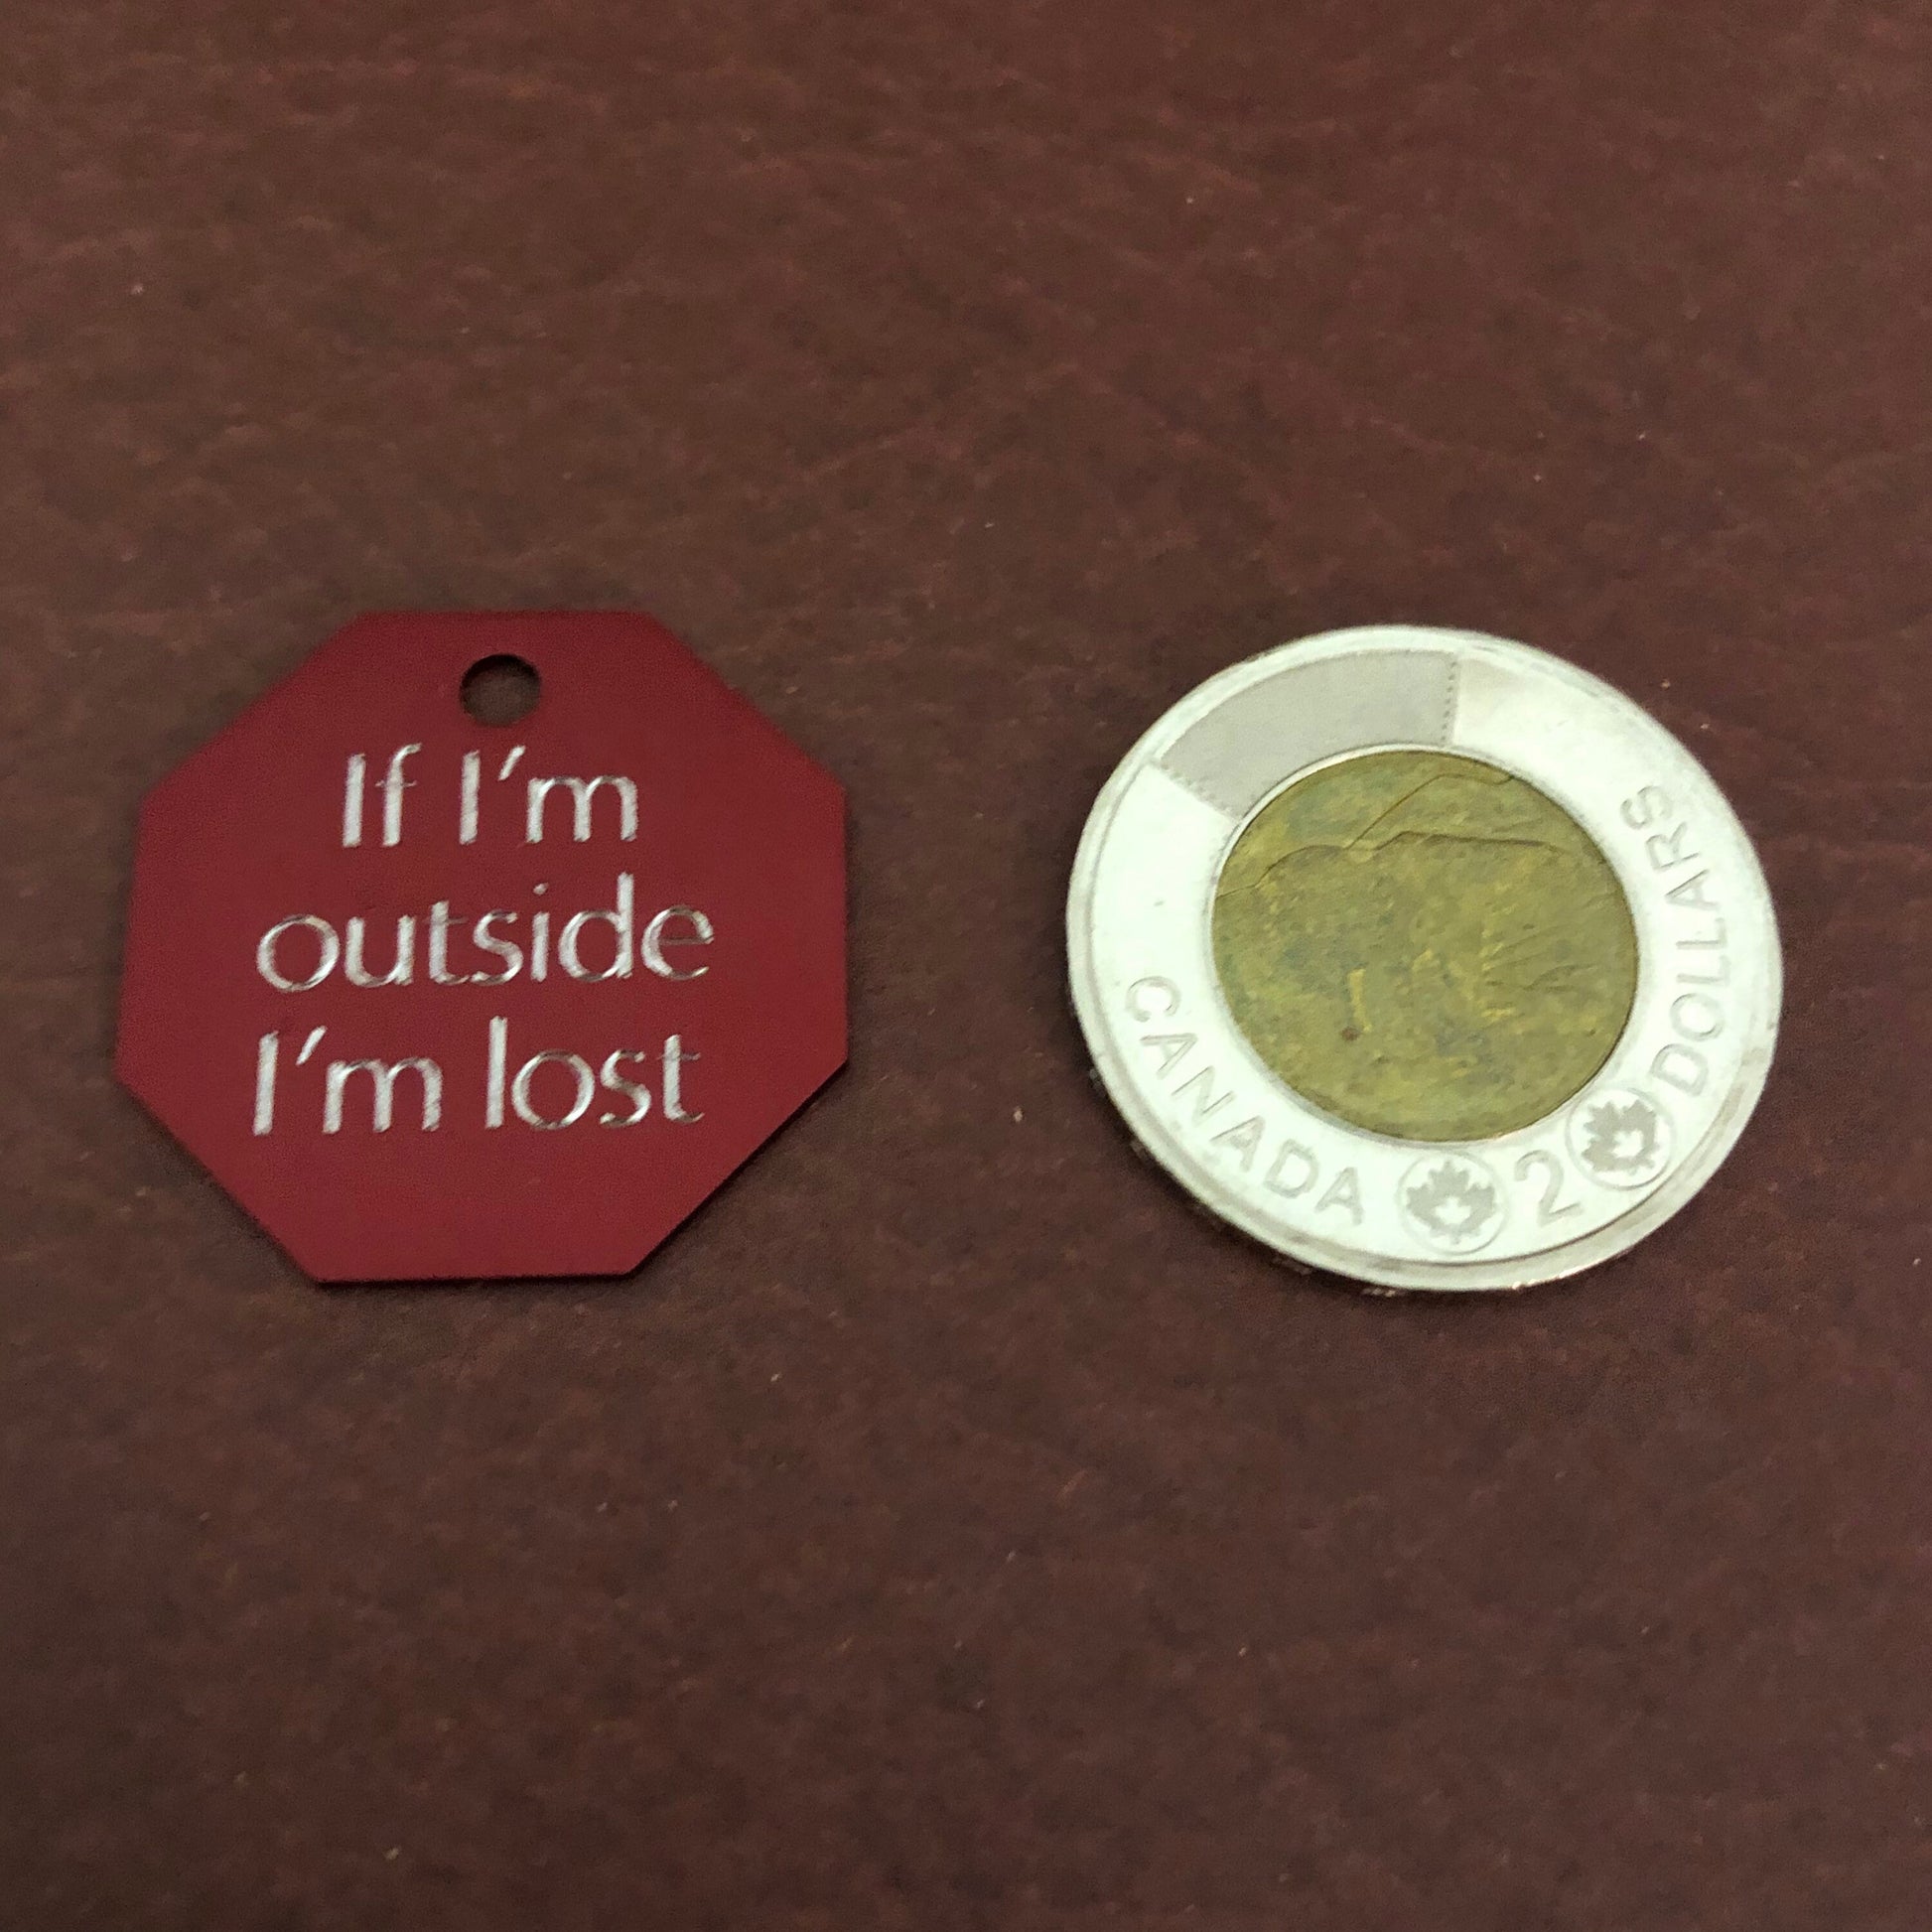 If I'm
outside
I'm lost
CANADA 2 DOLLARS